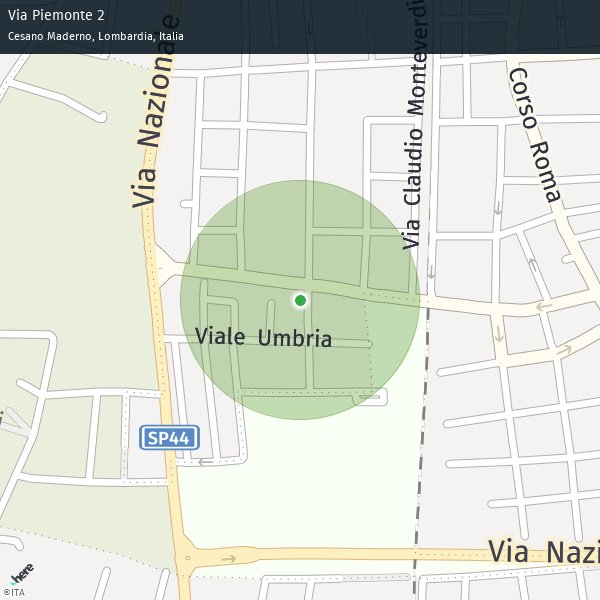 Via Piemonte 2
Cesano Maderno, Lombardia, Italia
Via Nazionale
Via Claudio Monteverdi
Corso Roma
Viale Umbria
SP44
Via Nazi
here
©ITA